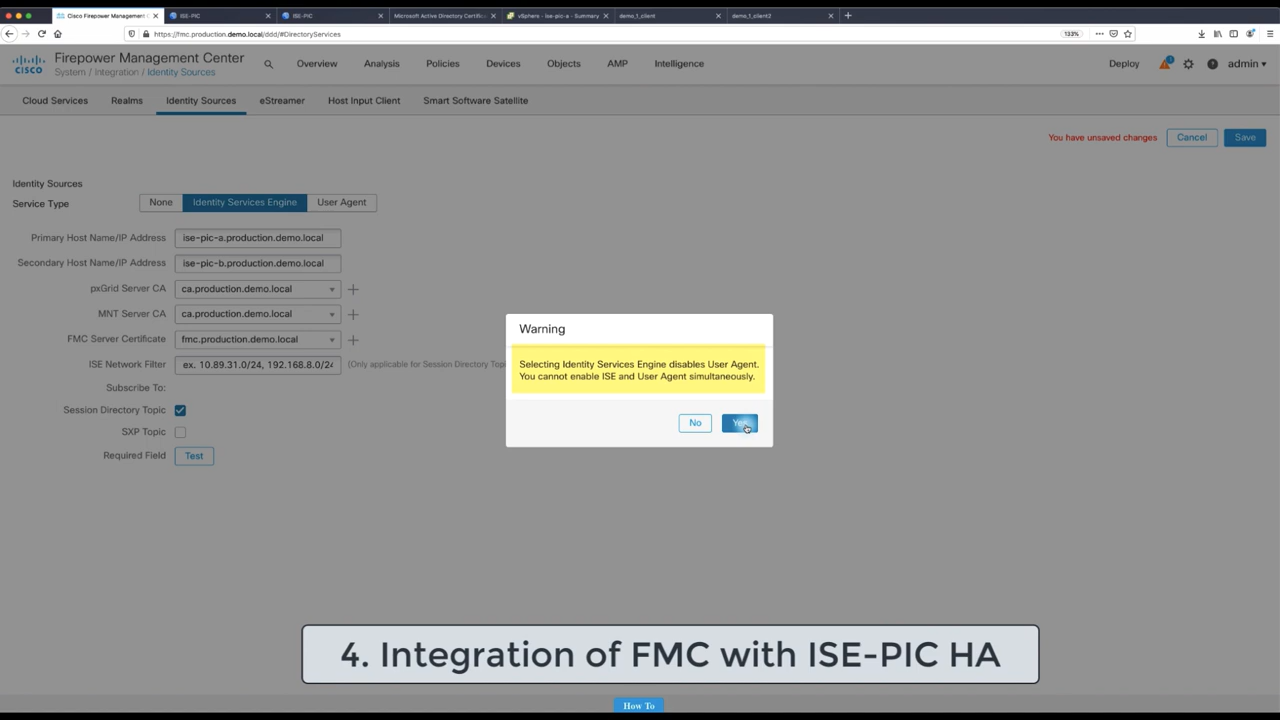 Cisco Firepower Management C
ISE-PIC
ISE-PIC
Microsoft Active Directory Certific
vSphere - ise-pic-a - Summary
demo_1_client
demo_1_client2
https://fmc.production.demo.local/ddd/#DirectoryServices
133%
Firepower Management Center
CISCO
System / Integration / Identity Sources
Overview
Analysis
Policies
Devices
Objects
AMP
Intelligence
Deploy
admin
Cloud Services
Realms
Identity Sources
eStreamer
Host Input Client
Smart Software Satellite
You have unsaved changes
Cancel
Save
Identity Sources
Service Type
None
Identity Services Engine
User Agent
Primary Host Name/IP Address
ise-pic-a.production.demo.local
Secondary Host Name/IP Address
ise-pic-b.production.demo.local
pxGrid Server CA
ca.production.demo.local
MNT Server CA
ca.production.demo.local
FMC Server Certificate
fmc.production.demo.local
ISE Network Filter
ex. 10.89.31.0/24, 192.168.8.0/24
(Only applicable for Session Directory Topi
Subscribe To:
Session Directory Topic
SXP Topic
Required Field
Test
Warning
Selecting Identity Services Engine disables User Agent.
You cannot enable ISE and User Agent simultaneously.
No
Yes
4. Integration of FMC with ISE-PIC HA
How To